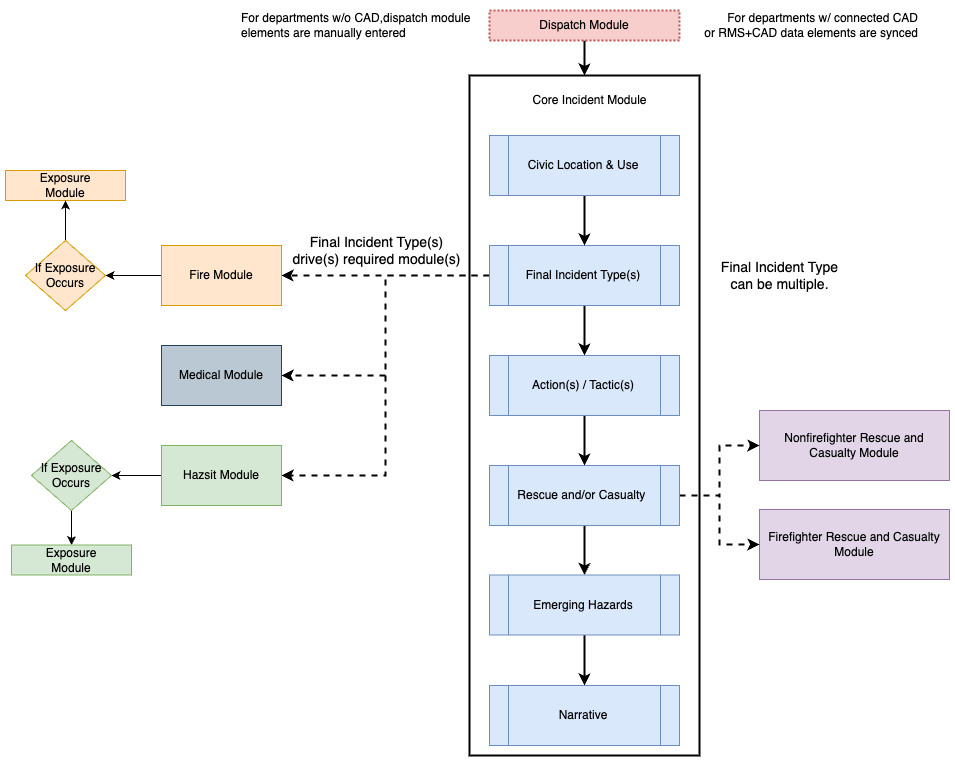 For departments w/o CAD,dispatch module
elements are manually entered
Dispatch Module
For departments w/ connected CAD
or RMS+CAD data elements are synced
Core Incident Module
Civic Location & Use
Exposure
Module
Final Incident Type(s)
drive(s) required module(s)
If Exposure
Occurs
Fire Module
Final Incident Type(s)
Final Incident Type
can be multiple.
Medical Module
Action(s) / Tactic(s)
Nonfirefighter Rescue and
Casualty Module
If Exposure
Occurs
Hazsit Module
Rescue and/or Casualty
Firefighter Rescue and Casualty
Module
Exposure
Module
Emerging Hazards
Narrative